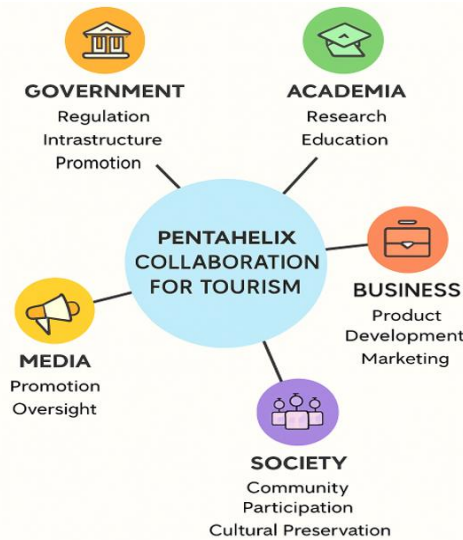 GOVERNMENT
Regulation
Intrastructure
Promotion
ACADEMIA
Research
Education
PENTAHELIX
COLLABORATION
FOR TOURISM
BUSINESS
Product
Development
Marketing
MEDIA
Promotion
Oversight
SOCIETY
Community
Participation
Cultural Preservation